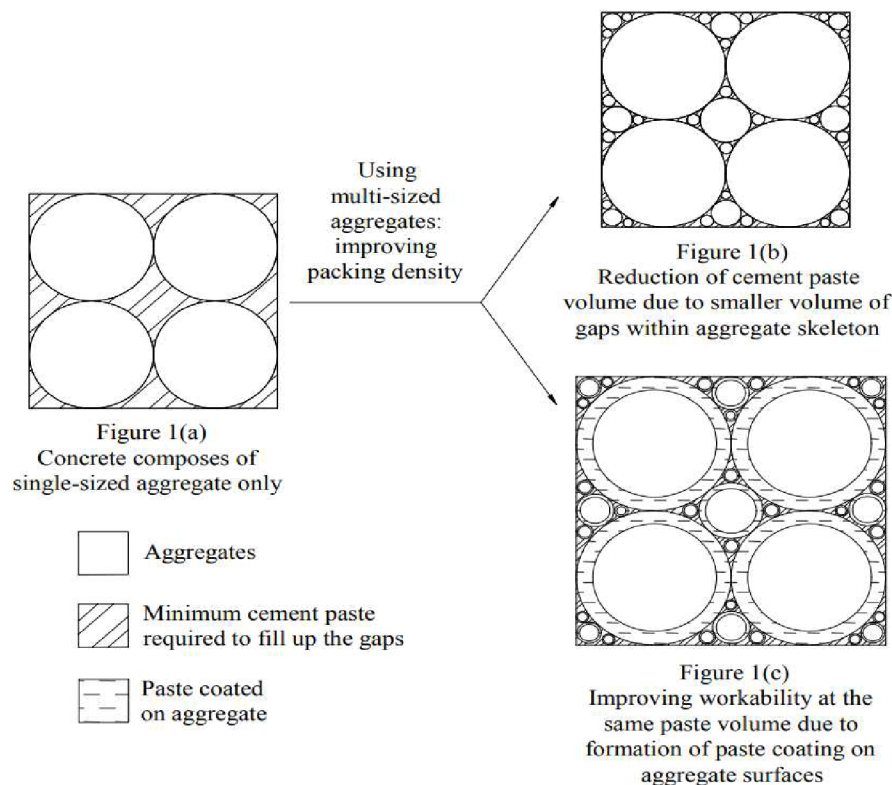 Using
multi-sized
aggregates:
improving
packing density
Figure 1(a)
Concrete composes of
single-sized aggregate only
Aggregates
Minimum cement paste
required to fill up the gaps
Paste coated
on aggregate
Figure 1(b)
Reduction of cement paste
volume due to smaller volume of
gaps within aggregate skeleton
Figure 1(c)
Improving workability at the
same paste volume due to
formation of paste coating on
aggregate surfaces